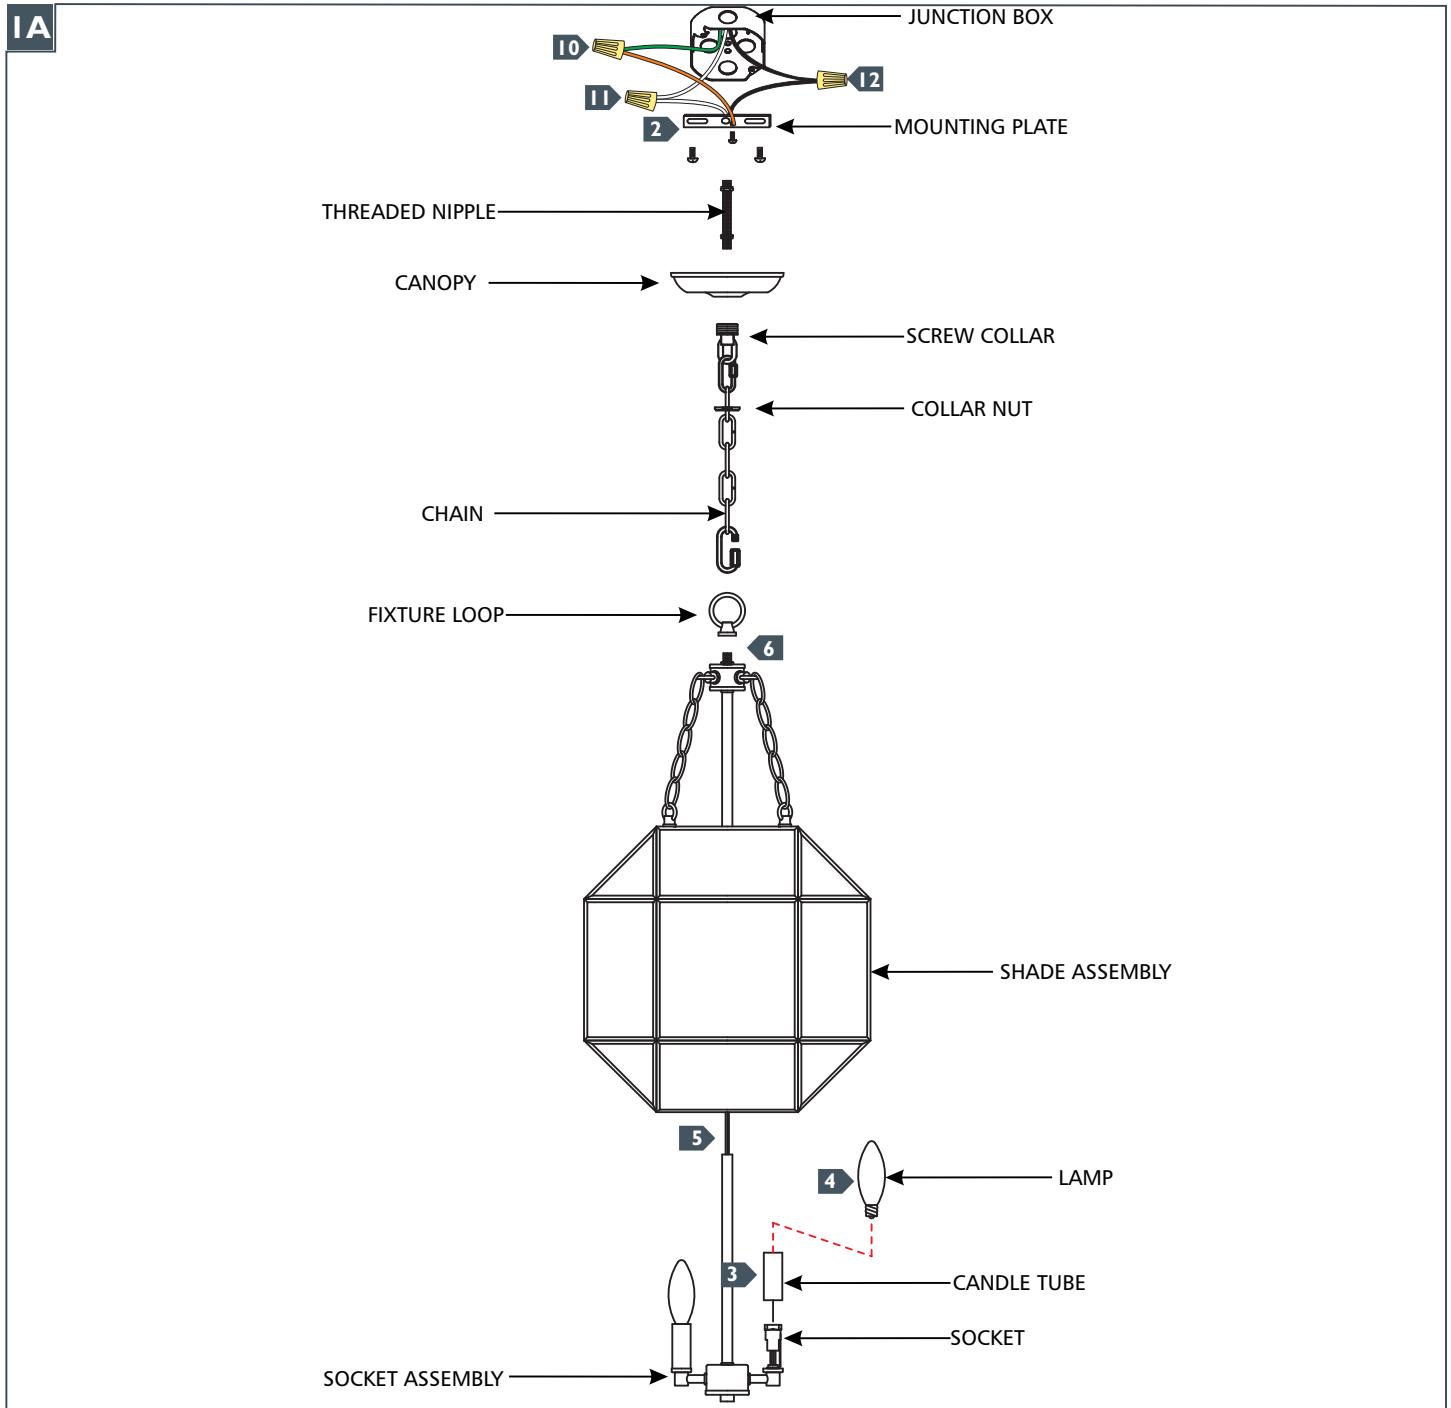 1A
JUNCTION BOX
10
12
11
2
MOUNTING PLATE
THREADED NIPPLE
CANOPY
SCREW COLLAR
COLLAR NUT
CHAIN
FIXTURE LOOP
6
SHADE ASSEMBLY
5
4
LAMP
3
CANDLE TUBE
SOCKET
SOCKET ASSEMBLY